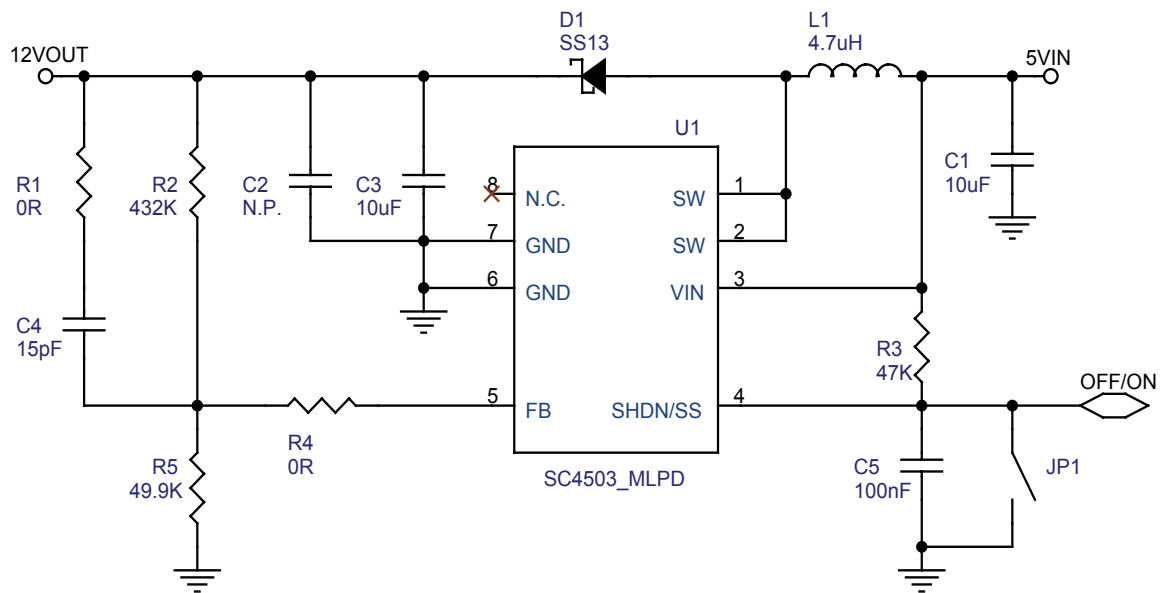 D1
SS13
L1
4.7uH
12VOUT
5VIN
U1
R1
0R
R2
432K
C2
N.P.
C3
10uF
C1
10uF
8
N.C.
SW
1
7
GND
SW
2
6
GND
VIN
3
C4
15pF
R3
47K
OFF/ON
5
FB
SHDN/SS
4
R4
0R
R5
49.9K
SC4503_MLPD
C5
100nF
JP1